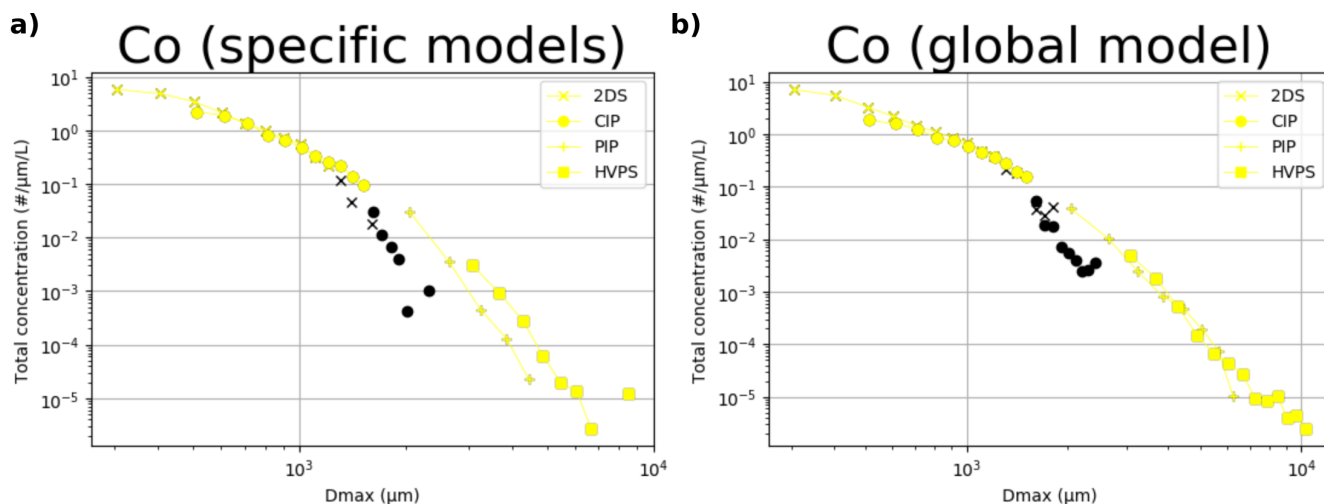 a)
Co (specific models)
Total concentration (#/μm/L)
10¹
10⁰
10⁻¹
10⁻²
10⁻³
10⁻⁴
10⁻⁵
2DS
CIP
PIP
HVPS
10³
10⁴
Dmax (μm)
b)
Co (global model)
Total concentration (#/μm/L)
10¹
10⁰
10⁻¹
10⁻²
10⁻³
10⁻⁴
10⁻⁵
2DS
CIP
PIP
HVPS
10³
10⁴
Dmax (μm)